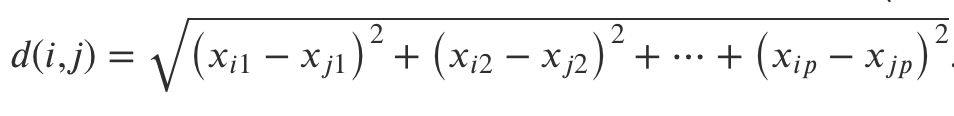 d(i,j) = √((x_{i1} − x_{j1})^2 + (x_{i2} − x_{j2})^2 + ⋯ + (x_{ip} − x_{jp})^2).